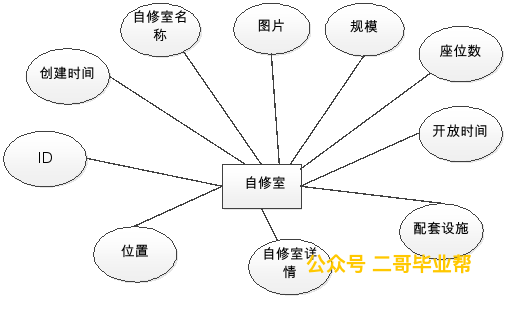 自修室名
称
图片
规模
座位数
创建时间
开放时间
ID
自修室
配套设施
位置
自修室详
情
公众号 二哥毕业帮